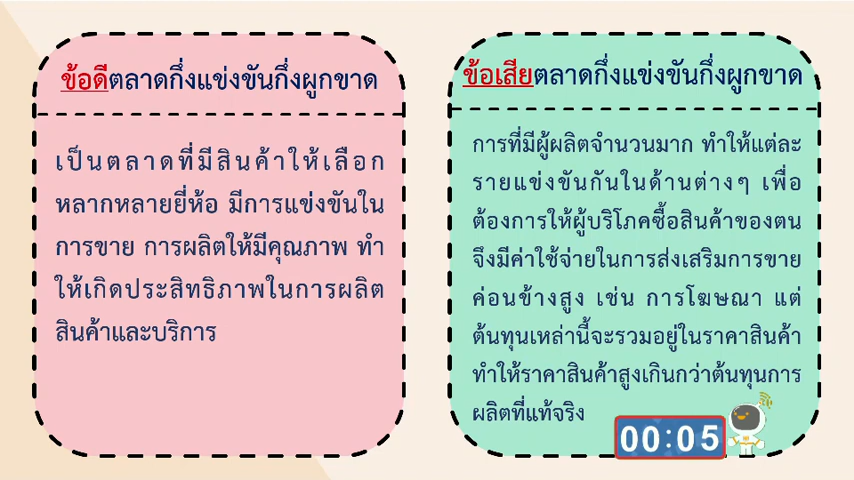 ข้อดีตลาดกึ่งแข่งขันกึ่งผูกขาด
เป็นตลาดที่มีสินค้าให้เลือก
หลากหลายยี่ห้อ มีการแข่งขันใน
การขาย การผลิตให้มีคุณภาพ ทำ
ให้เกิดประสิทธิภาพในการผลิต
สินค้าและบริการ
ข้อเสียตลาดกึ่งแข่งขันกึ่งผูกขาด
การที่มีผู้ผลิตจำนวนมาก ทำให้แต่ละ
รายแข่งขันกันในด้านต่างๆ เพื่อ
ต้องการให้ผู้บริโภคซื้อสินค้าของตน
จึงมีค่าใช้จ่ายในการส่งเสริมการขาย
ค่อนข้างสูง เช่น การโฆษณา แต่
ต้นทุนเหล่านี้จะรวมอยู่ในราคาสินค้า
ทำให้ราคาสินค้าสูงเกินกว่าต้นทุนการ
ผลิตที่แท้จริง
00:05